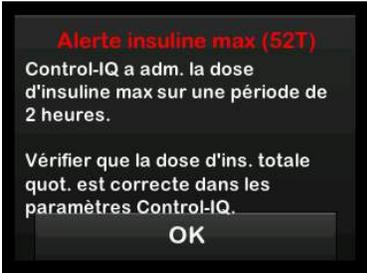 Alerte insuline max (52T)
Control-IQ a adm. la dose
d'insuline max sur une période de
2 heures.
Vérifier que la dose d'ins. totale
quot. est correcte dans les
paramètres Control-IQ.
OK